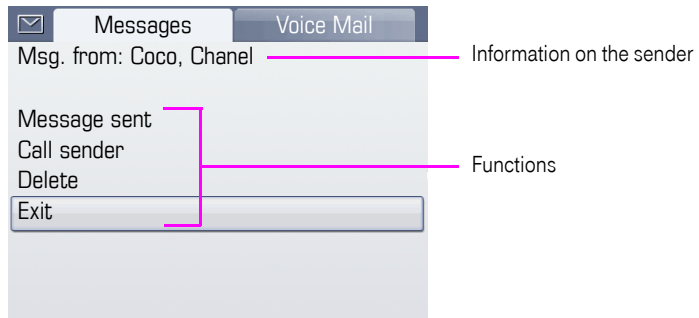 Messages Voice Mail
Msg. from: Coco, Chanel
Information on the sender
Message sent
Call sender
Functions
Delete
Exit